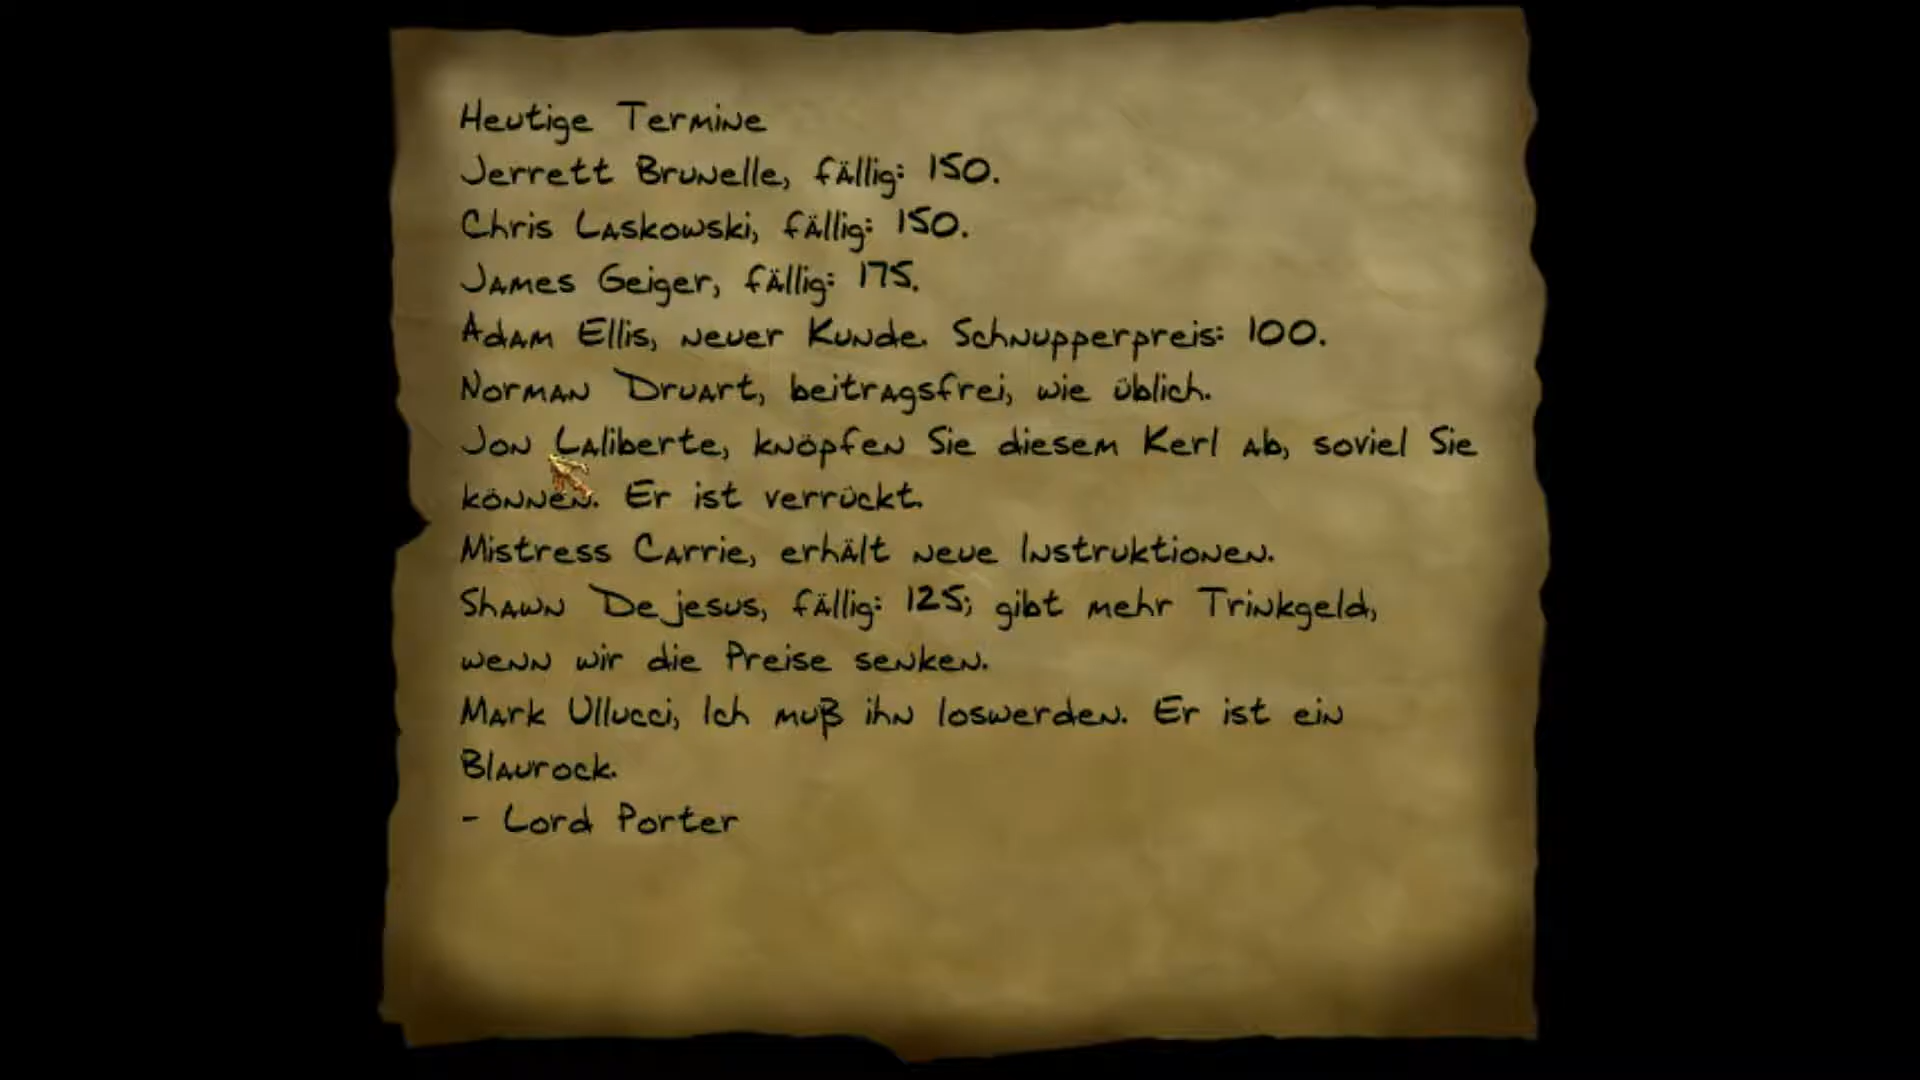 Heutige Termine
Jerrett Brunelle, fällig: 150.
Chris Laskowski, fällig: 150.
James Geiger, fällig: 175.
Adam Ellis, neuer Kunde. Schnupperpreis: 100.
Norman Druart, beitragsfrei, wie üblich.
Jon Laliberte, knöpfen Sie diesem Kerl ab, soviel Sie
können. Er ist verrückt.
Mistress Carrie, erhält neue Instruktionen.
Shawn Dejesus, fällig: 125; gibt mehr Trinkgeld,
wenn wir die Preise senken.
Mark Ullucci, Ich muß ihn loswerden. Er ist ein
Blaurock.
- Lord Porter